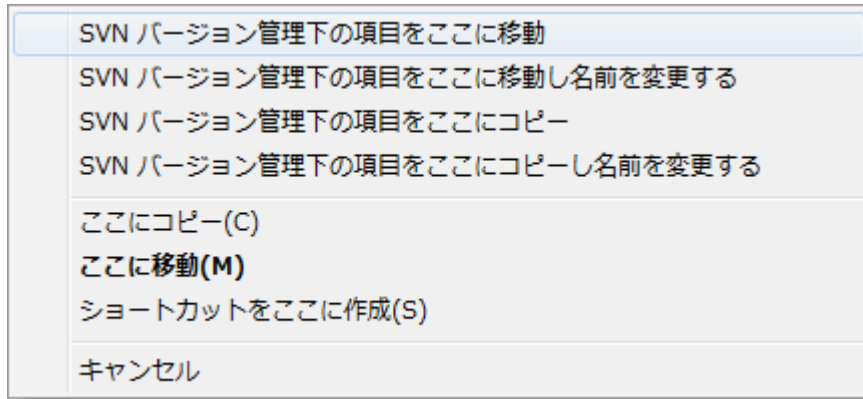 SVN バージョン管理下の項目をここに移動
SVN バージョン管理下の項目をここに移動し名前を変更する
SVN バージョン管理下の項目をここにコピー
SVN バージョン管理下の項目をここにコピーし名前を変更する
ここにコピー(C)
ここに移動(M)
ショートカットをここに作成(S)
キャンセル